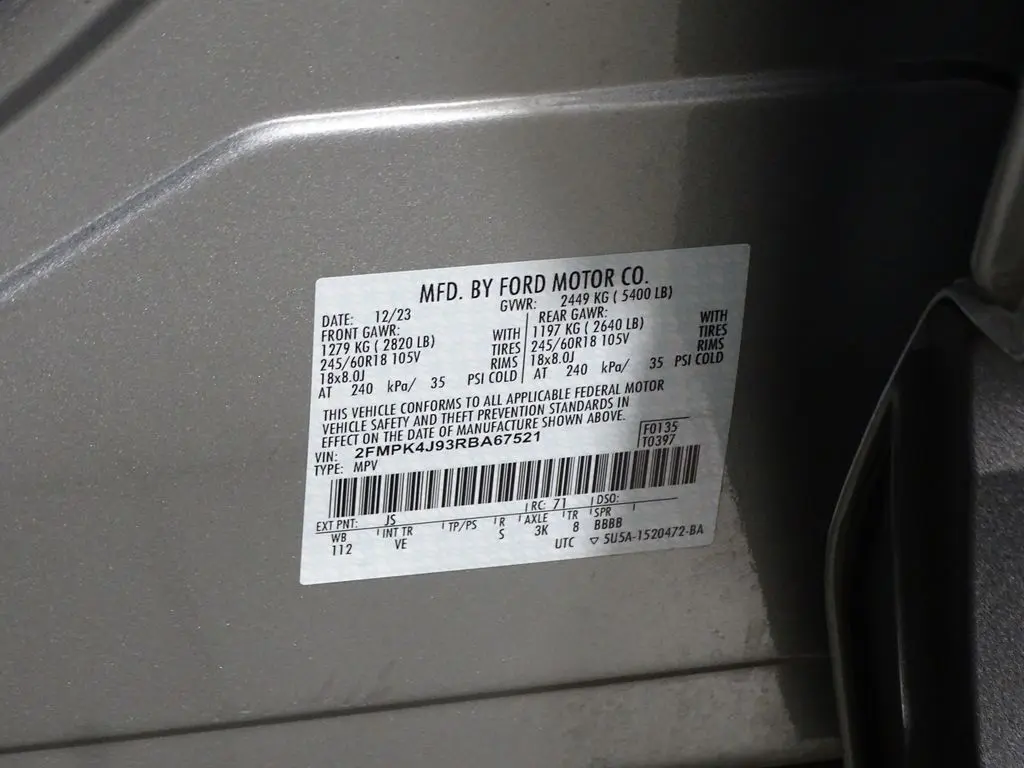 MFD. BY FORD MOTOR CO.
DATE: 12/23 GVWR: 2449 KG ( 5400 LB)
FRONT GAWR: REAR GAWR:
1279 KG ( 2820 LB) WITH 1197 KG ( 2640 LB) WITH
245/60R18 105V TIRES 245/60R18 105V TIRES
18x8.0J RIMS 18x8.0J RIMS
AT 240 kPa/ 35 PSI COLD AT 240 kPa/ 35 PSI COLD
THIS VEHICLE CONFORMS TO ALL APPLICABLE FEDERAL MOTOR
VEHICLE SAFETY AND THEFT PREVENTION STANDARDS IN
EFFECT ON THE DATE OF MANUFACTURE SHOWN ABOVE.
VIN: 2FMPK4J93RBA67521 F0135
TYPE: MPV T0397
EXT PNT: JS RC: 71 DSO:
WB INT TR TP/PS R AXLE TR SPR
112 VE S 3K 8 BBBB
UTC ▽ 5U5A-1520472-BA